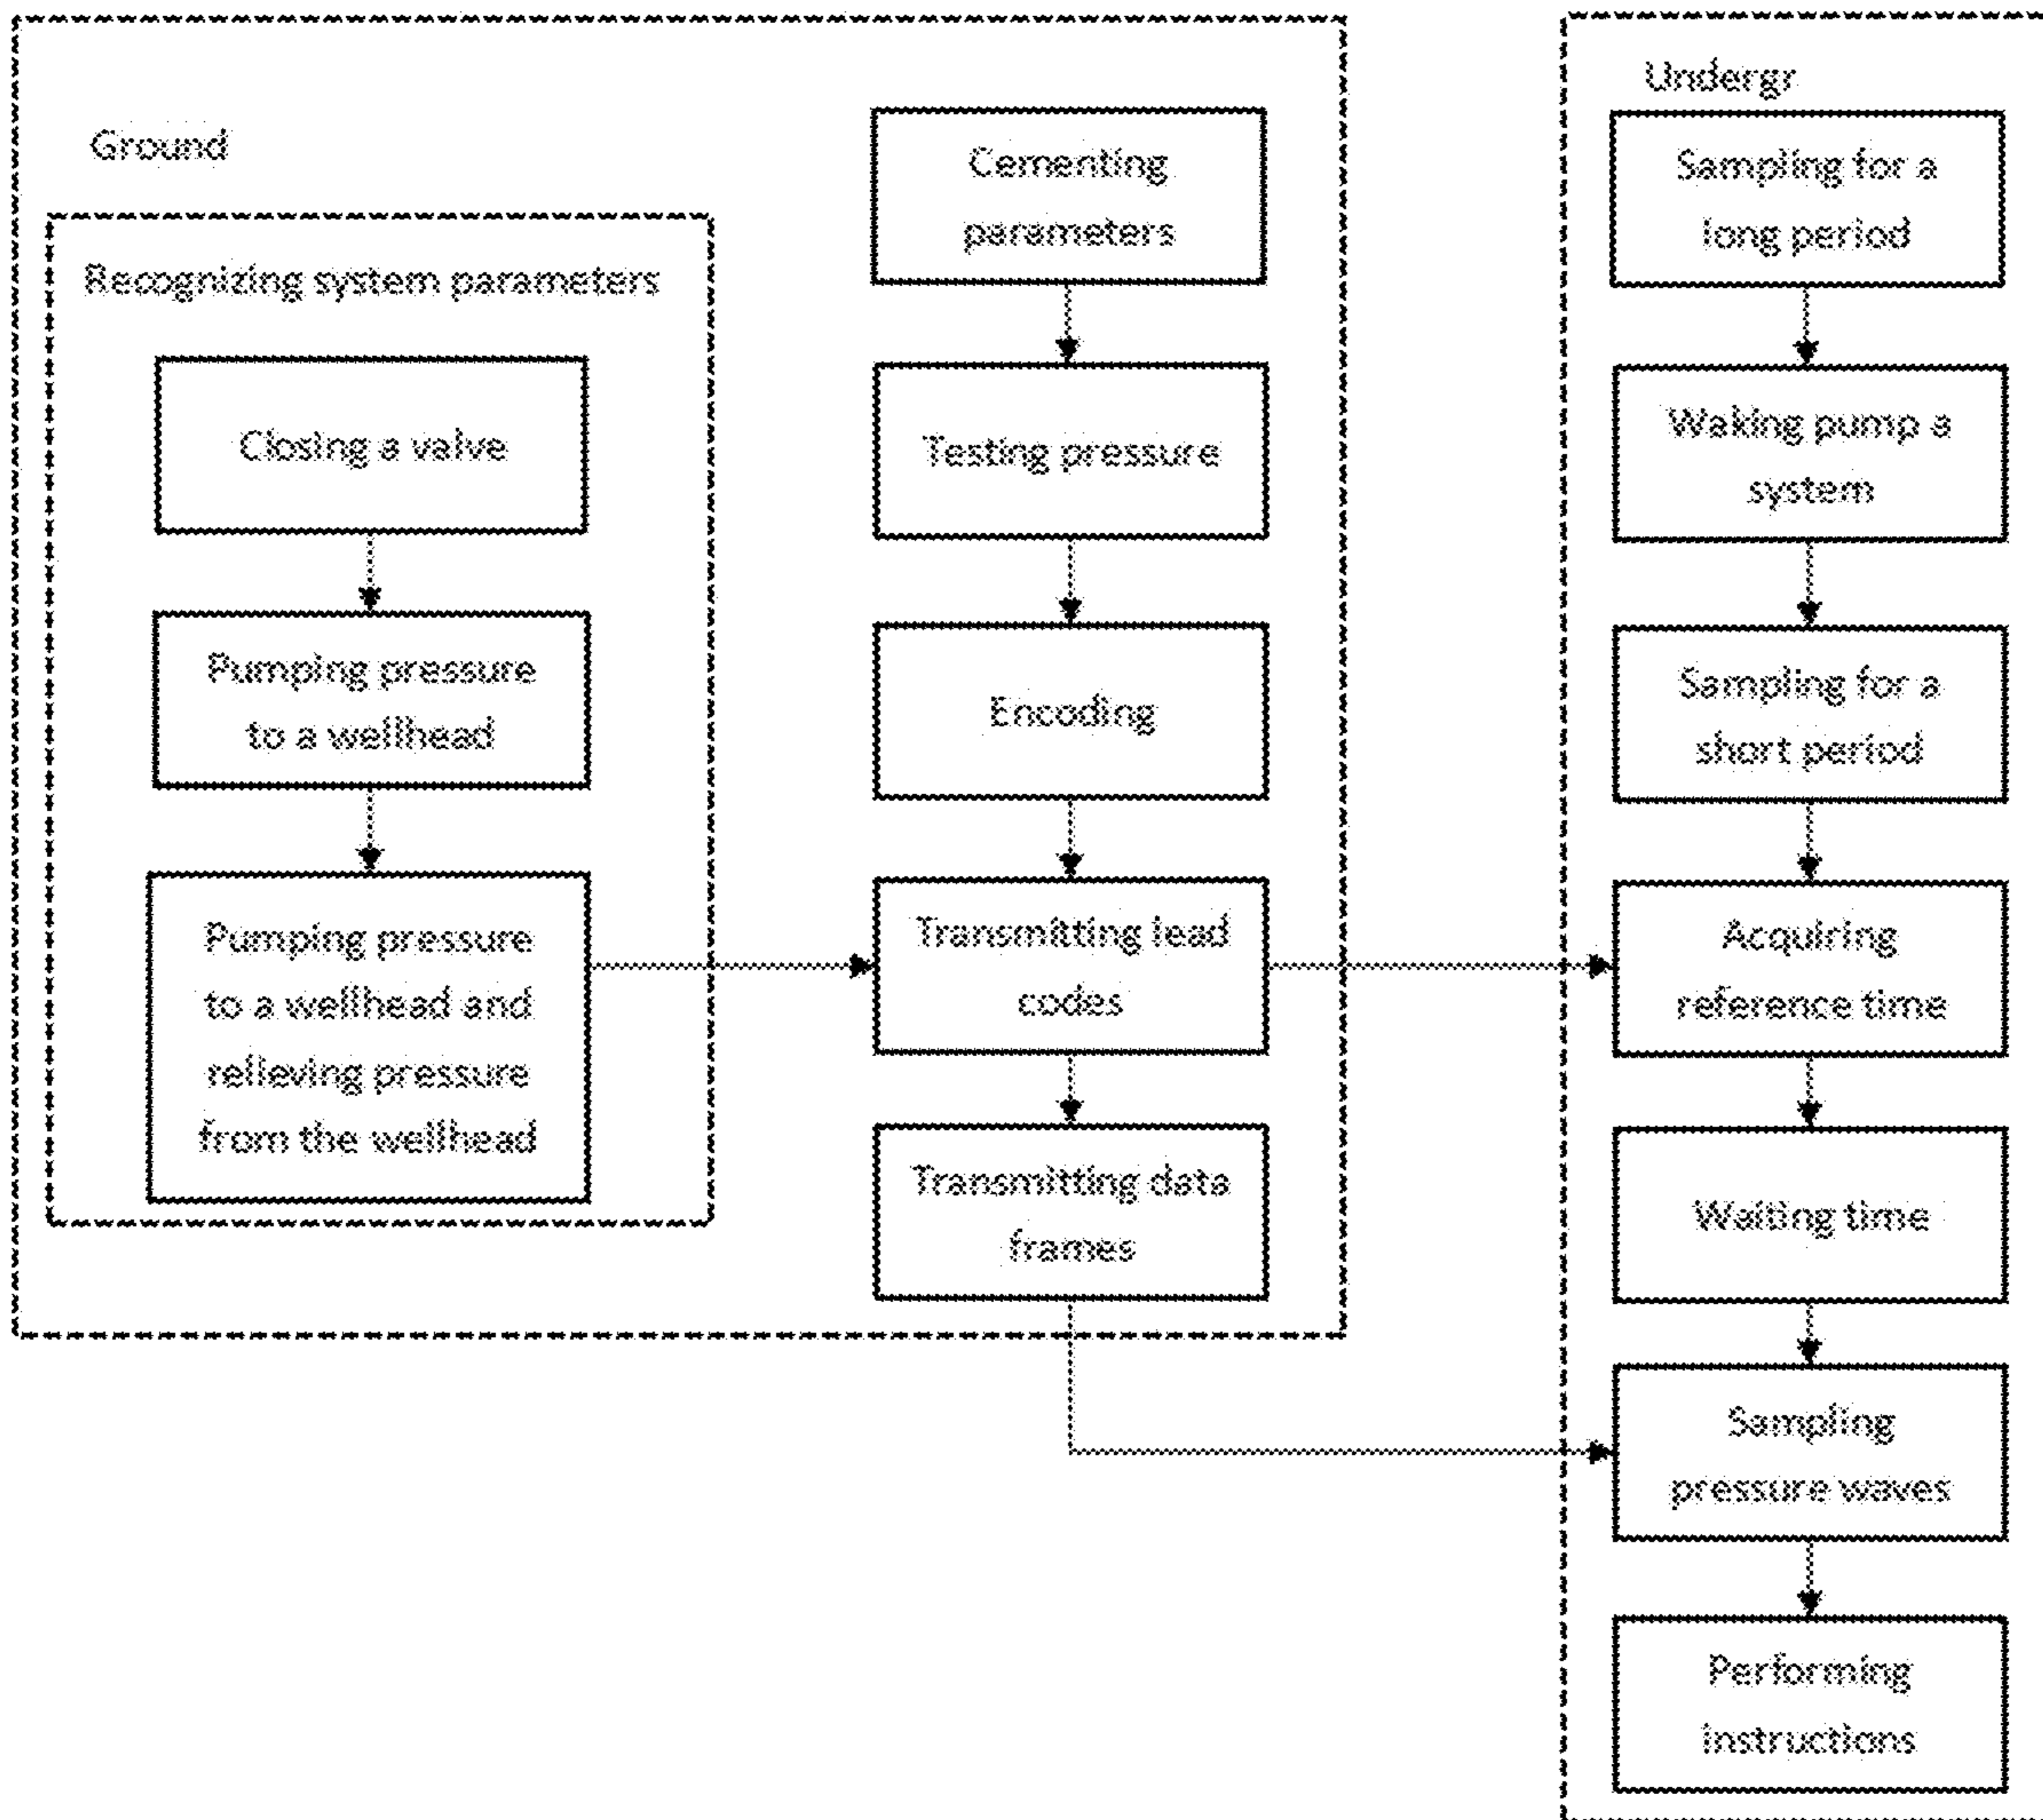 Ground
Recognizing system parameters
Closing a valve
Pumping pressure
to a wellhead
Pumping pressure
to a wellhead and
relieving pressure
from the wellhead
Cementing
parameters
Testing pressure
Encoding
Transmitting lead
codes
Transmitting data
frames
Undergr
Sampling for a
long period
Waking pump a
system
Sampling for a
short period
Acquiring
reference time
Waiting time
Sampling
pressure waves
Performing
instructions